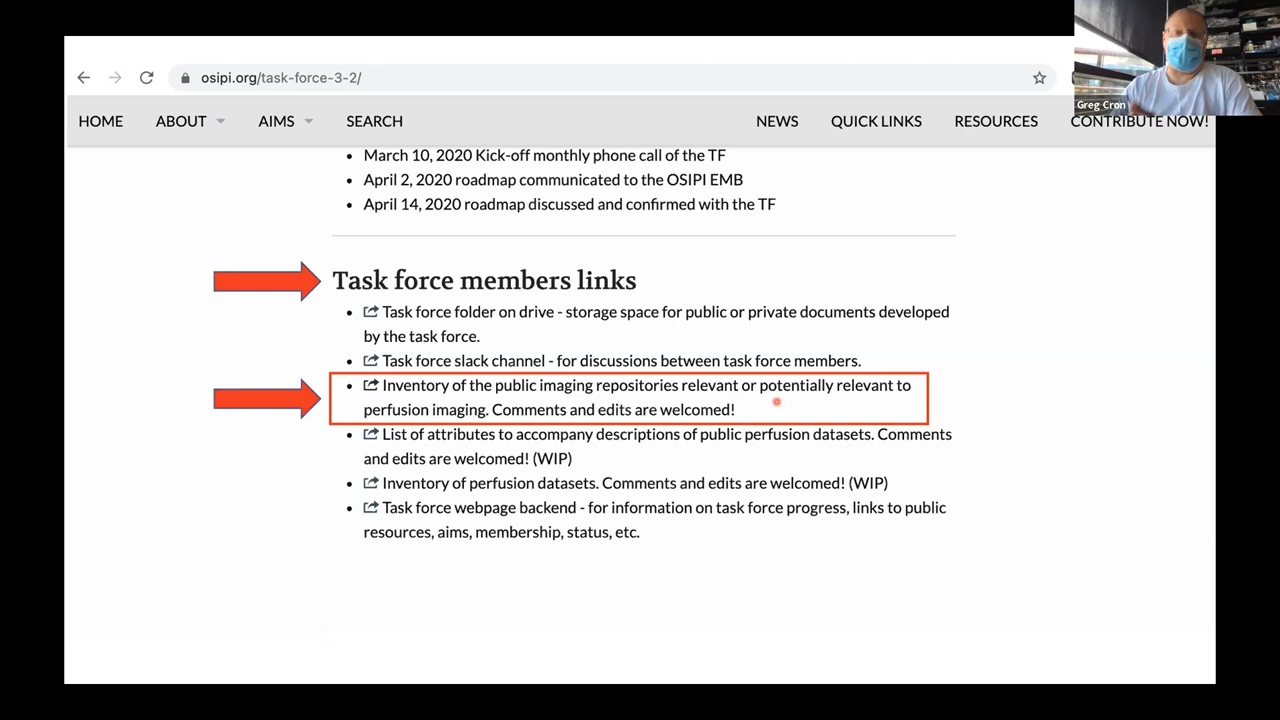 osipi.org/task-force-3-2/
Greg Cron
HOME ABOUT AIMS SEARCH NEWS QUICK LINKS RESOURCES CONTRIBUTE NOW!
March 10, 2020 Kick-off monthly phone call of the TF
April 2, 2020 roadmap communicated to the OSIPI EMB
April 14, 2020 roadmap discussed and confirmed with the TF
Task force members links
Task force folder on drive - storage space for public or private documents developed
by the task force.
Task force slack channel - for discussions between task force members.
Inventory of the public imaging repositories relevant or potentially relevant to
perfusion imaging. Comments and edits are welcomed!
List of attributes to accompany descriptions of public perfusion datasets. Comments
and edits are welcomed! (WIP)
Inventory of perfusion datasets. Comments and edits are welcomed! (WIP)
Task force webpage backend - for information on task force progress, links to public
resources, aims, membership, status, etc.